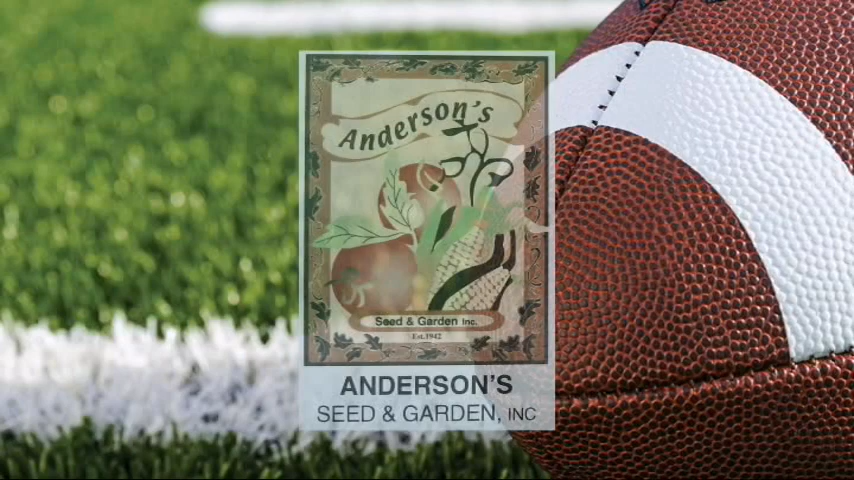 Anderson's
Seed & Garden Inc.
Est.1942
ANDERSON'S
SEED & GARDEN, INC